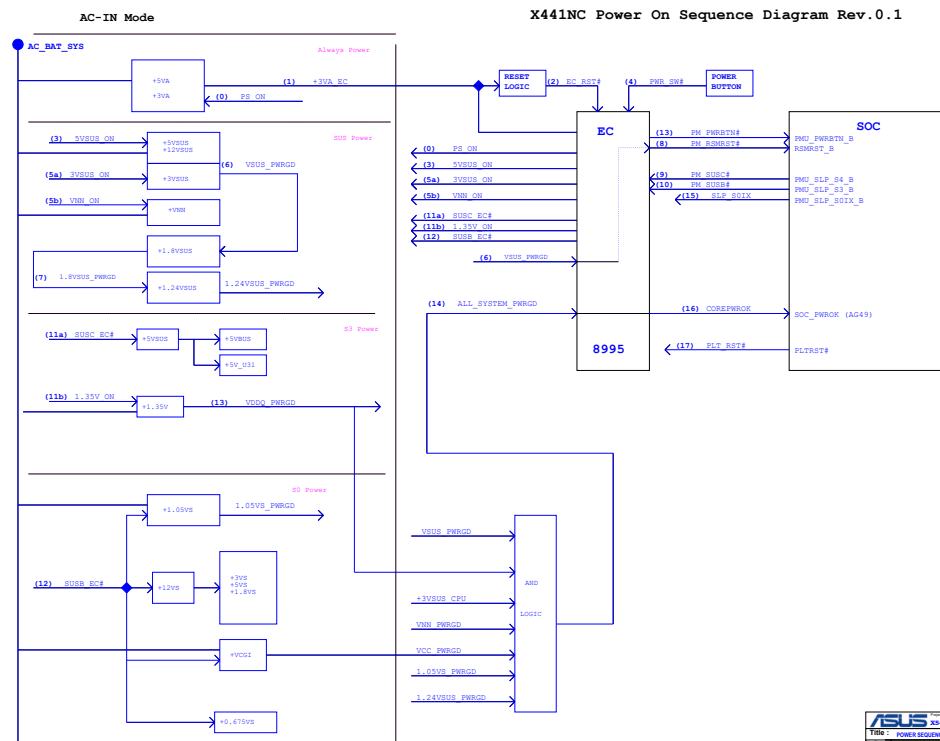 AC-IN Mode
X441NC Power On Sequence Diagram Rev.0.1
AC_BAT_SYS
Always Power
+5VA
+3VA
(1) +3VA_EC
(0) PS_ON
RESET
LOGIC
(2) EC_RST#
(4) PWR_SW#
POWER
BUTTON
SUS Power
(3) 5VSUS_ON
+5VSUS
+12VSUS
(5a) 3VSUS_ON
+3VSUS
(6) VSUS_PWRGD
(5b) VNN_ON
+VNN
+1.8VSUS
(7) 1.8VSUS_PWRGD
+1.24VSUS
1.24VSUS_PWRGD
EC
(0) PS_ON
(3) 5VSUS_ON
(5a) 3VSUS_ON
(5b) VNN_ON
(11a) SUSC_EC#
(11b) 1.35V_ON
(12) SUSB_EC#
(6) VSUS_PWRGD
(14) ALL_SYSTEM_PWRGD
8995
SOC
(13) PM_PWRBTN#
PMU_PWRBTN_B
(8) PM_RSMRST#
RSMRST_B
(9) PM_SUSC#
PMU_SLP_S4_B
(10) PM_SUSB#
PMU_SLP_S3_B
(15) SLP_S0IX
PMU_SLP_S0IX_B
(16) COREPWROK
SOC_PWROK (AG49)
(17) PLT_RST#
PLTRST#
S3 Power
(11a) SUSC_EC#
+5VSUS
+5VBUS
+5V_U31
(11b) 1.35V_ON
+1.35V
(13) VDDQ_PWRGD
S0 Power
+1.05VS
1.05VS_PWRGD
(12) SUSB_EC#
+12VS
+3VS
+5VS
+1.8VS
+VCGI
+0.675VS
VSUS_PWRGD
+3VSUS_CPU
VNN_PWRGD
VCC_PWRGD
1.05VS_PWRGD
1.24VSUS_PWRGD
AND
LOGIC
ASUS
Title : POWER SEQUEN